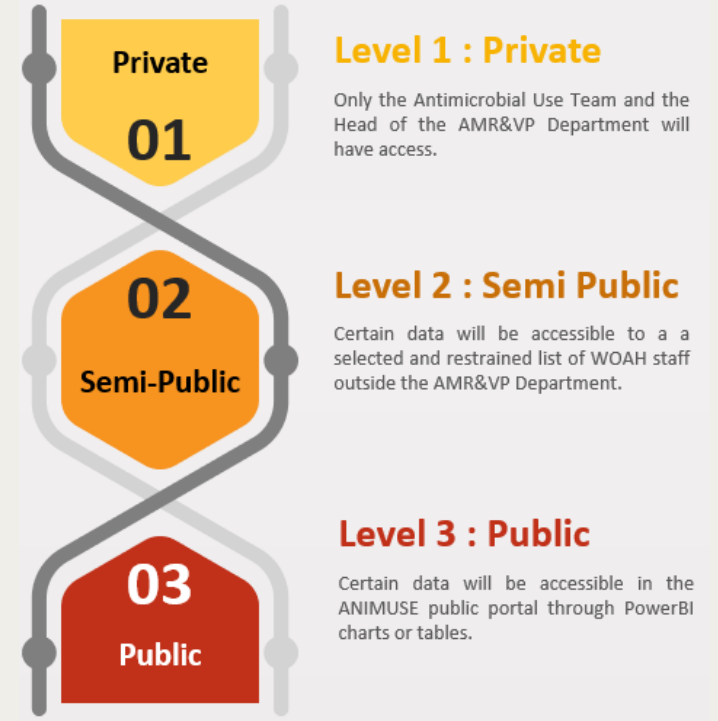 Private
01
Level 1 : Private
Only the Antimicrobial Use Team and the
Head of the AMR&VP Department will
have access.
02
Semi-Public
Level 2 : Semi Public
Certain data will be accessible to a a
selected and restrained list of WOAH staff
outside the AMR&VP Department.
03
Public
Level 3 : Public
Certain data will be accessible in the
ANIMUSE public portal through PowerBI
charts or tables.